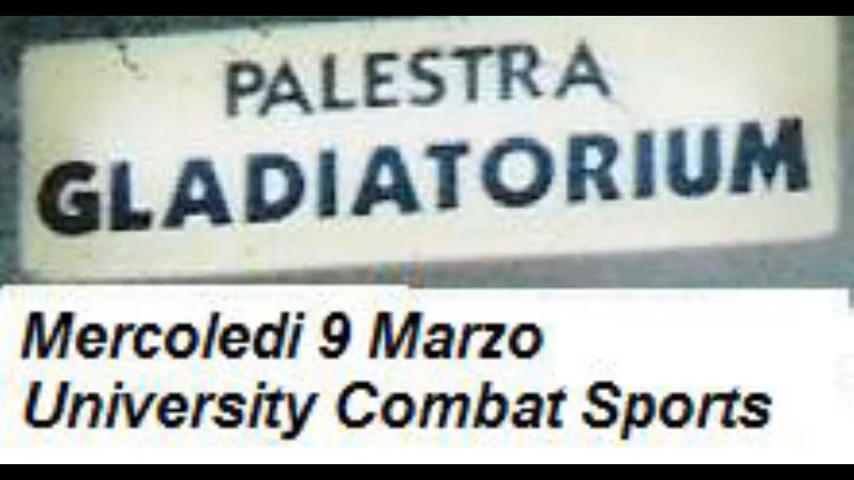 PALESTRA
GLADIATORIUM
Mercoledi 9 Marzo
University Combat Sports